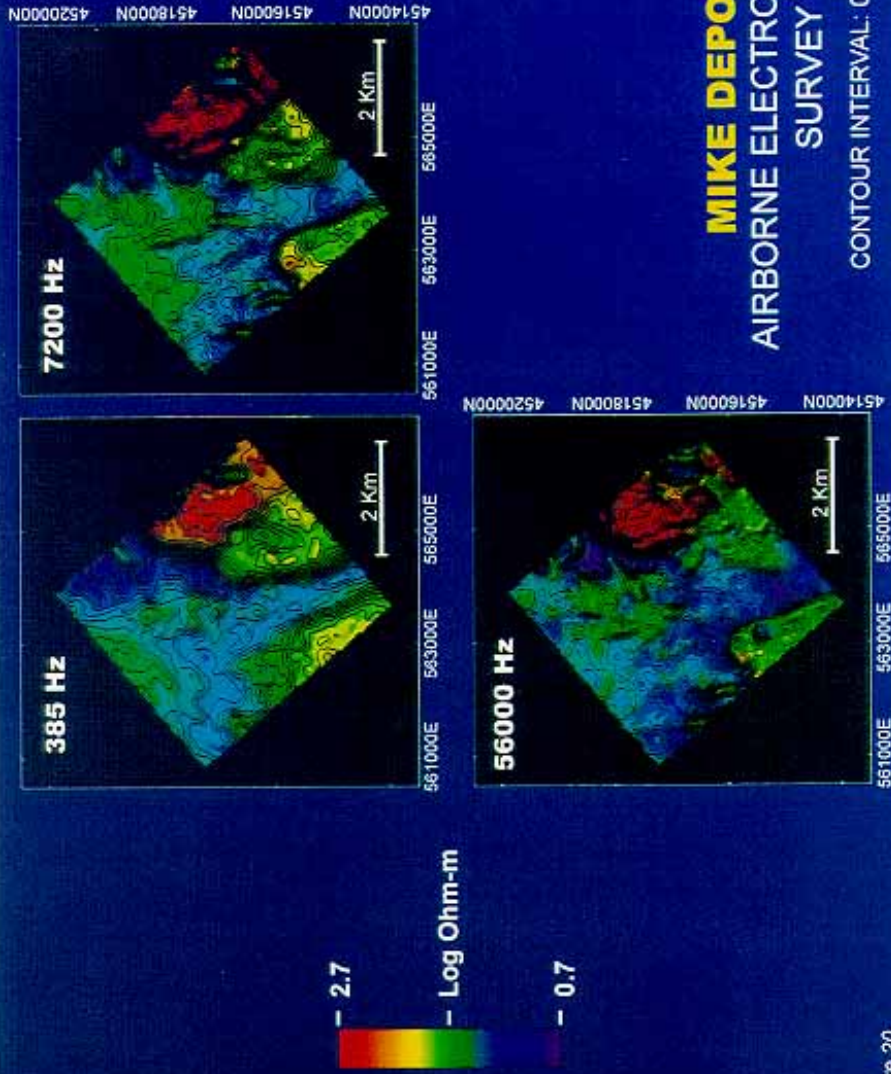 385 Hz
2 Km
561000E 563000E 565000E
7200 Hz
2 Km
561000E 563000E 565000E
4520000N
4518000N
4516000N
4514000N
2.7
Log Ohm-m
0.7
56000 Hz
2 Km
561000E 563000E 565000E
4520000N
4518000N
4516000N
4514000N
MIKE DEPO
AIRBORNE ELECTRO
SURVEY
CONTOUR INTERVAL:
20